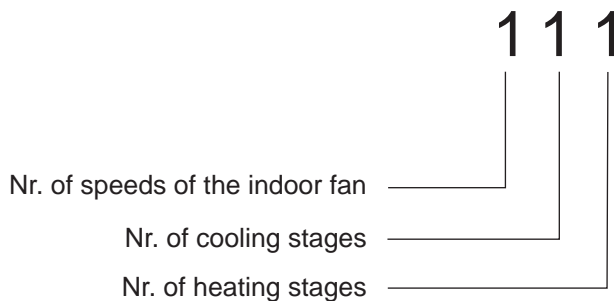 1 1 1
Nr. of speeds of the indoor fan
Nr. of cooling stages
Nr. of heating stages